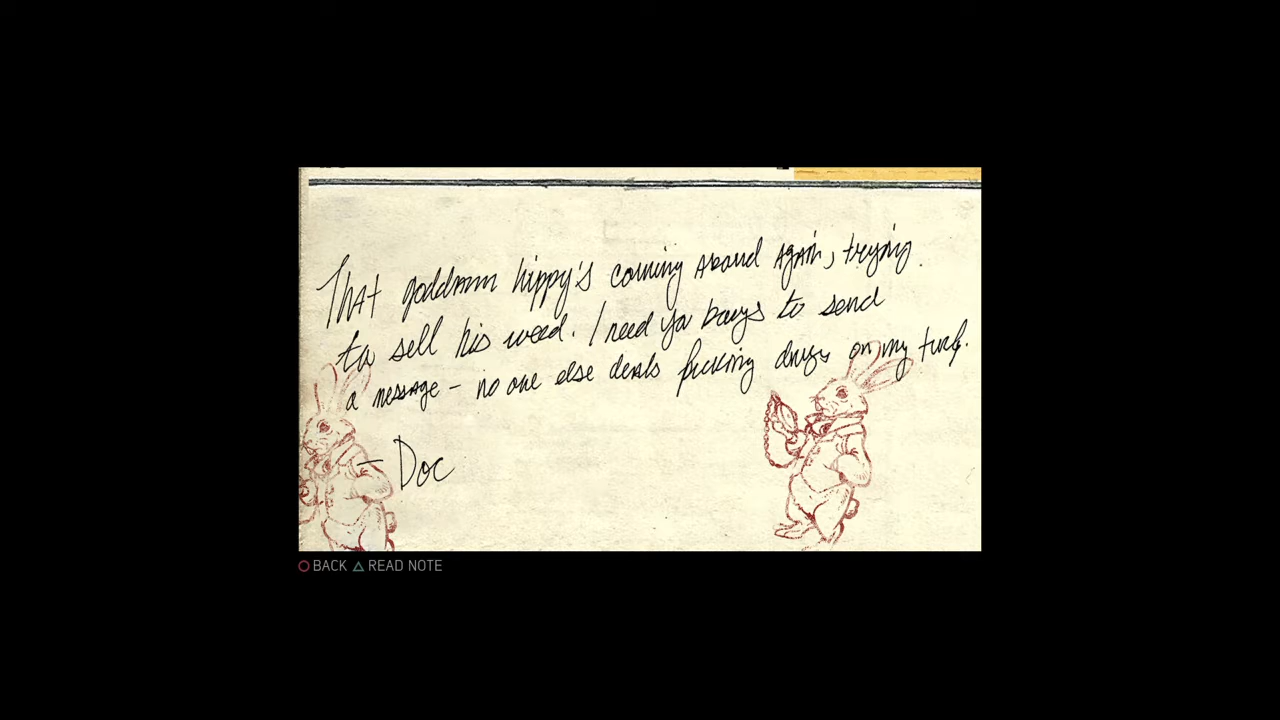 That goddamn hippy's coming around again, trying
to sell his weed. I need ya boys to send
a message - no one else deals fucking drugs on my turf.
- Doc
BACK READ NOTE